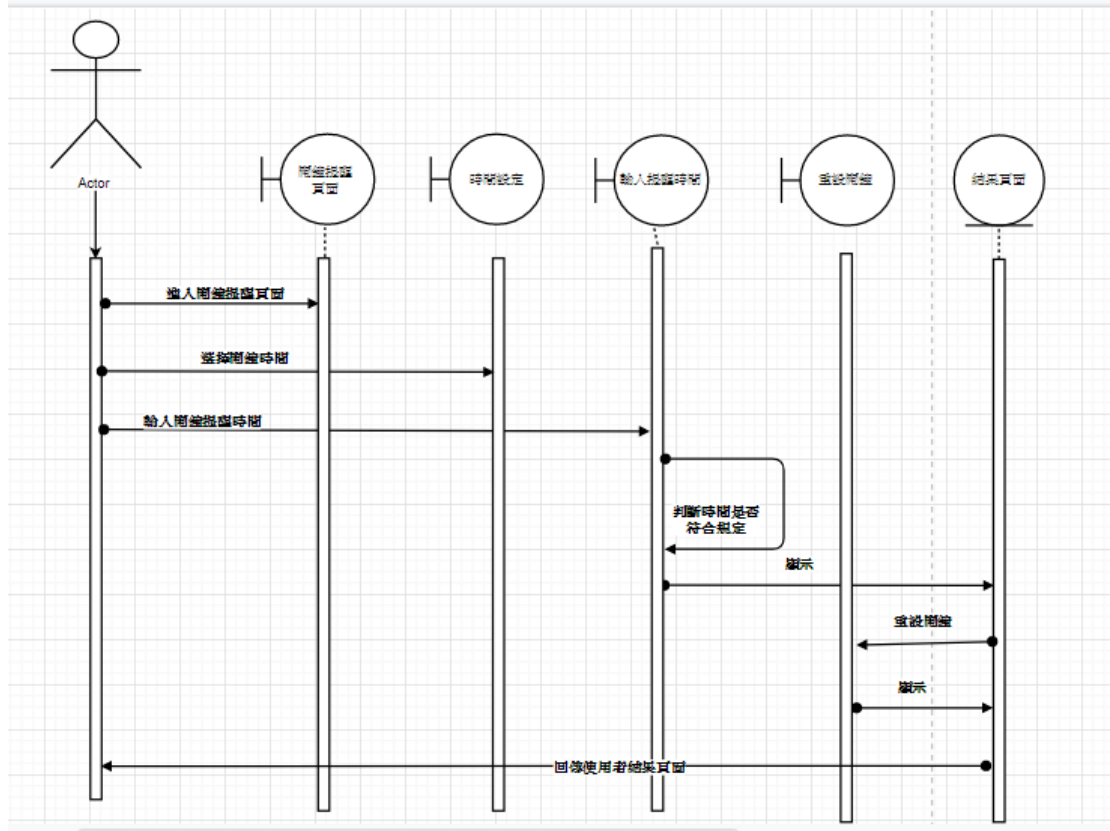 Actor
鬧鐘提醒
頁面
時間設定
輸入提醒時間
重設鬧鐘
結果頁面
進入鬧鐘提醒頁面
選擇鬧鐘時間
輸入鬧鐘提醒時間
判斷時間是否
符合規定
顯示
重設鬧鐘
顯示
回傳使用者結果頁面